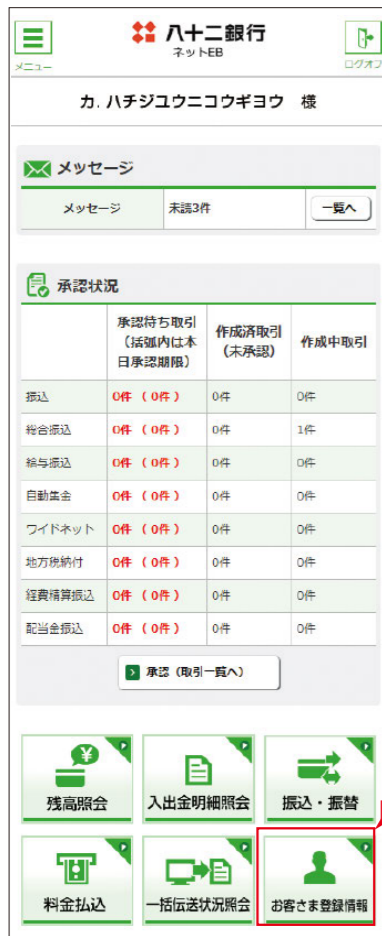 八十二銀行
ネットEB
メニュー
ログオフ
カ. ハチジユウニコウギヨウ 様
メッセージ
メッセージ 未読3件 一覧へ
承認状況
承認待ち取引
(括弧内は本
日承認期限)
作成済取引
(未承認)
作成中取引
振込 0件 (0件) 0件 0件
総合振込 0件 (0件) 0件 1件
給与振込 0件 (0件) 0件 0件
自動集金 0件 (0件) 0件 0件
ワイドネット 0件 (0件) 0件 0件
地方税納付 0件 (0件) 0件 0件
経費精算振込 0件 (0件) 0件 0件
配当金振込 0件 (0件) 0件 0件
承認 (取引一覧へ)
残高照会 入出金明細照会 振込・振替
料金払込 一括伝送状況照会 お客さま登録情報